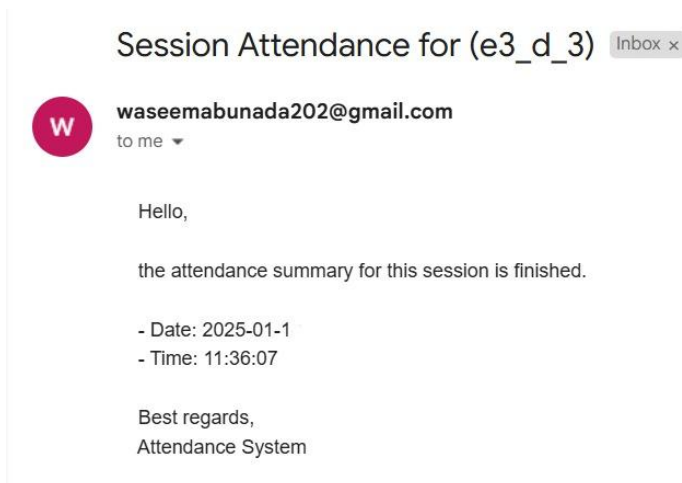 Session Attendance for (e3_d_3) Inbox x
W
waseemabunada202@gmail.com
to me
Hello,
the attendance summary for this session is finished.
- Date: 2025-01-1
- Time: 11:36:07
Best regards,
Attendance System